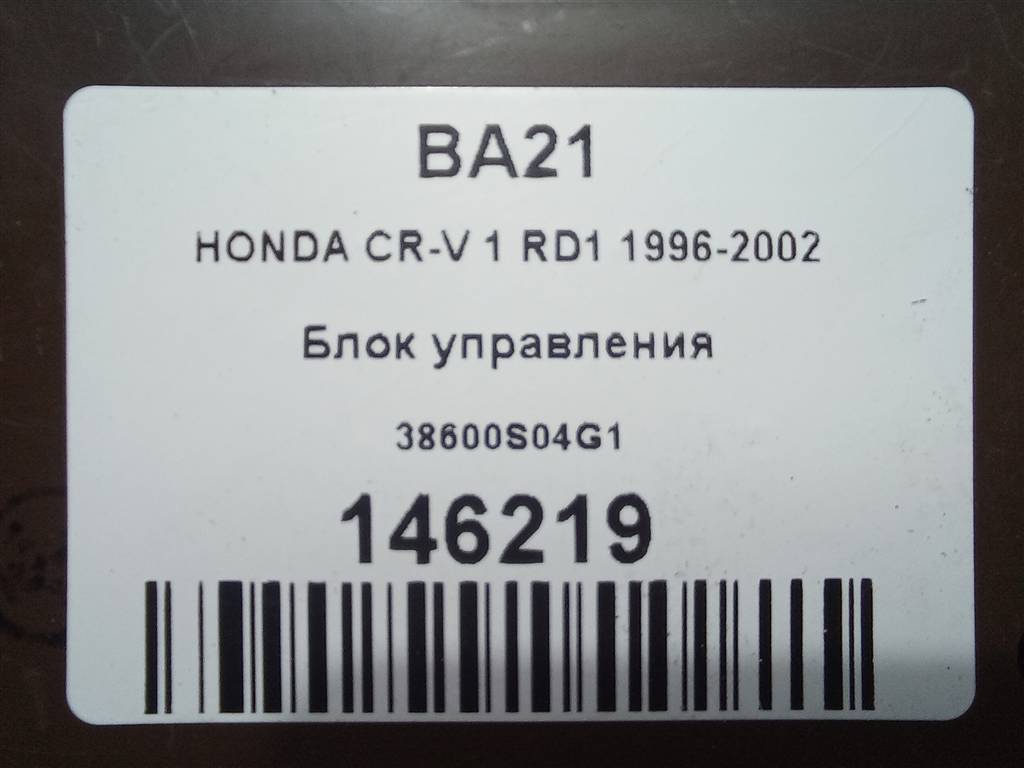 BA21
HONDA CR-V 1 RD1 1996-2002
Блок управления
38600S04G1
146219